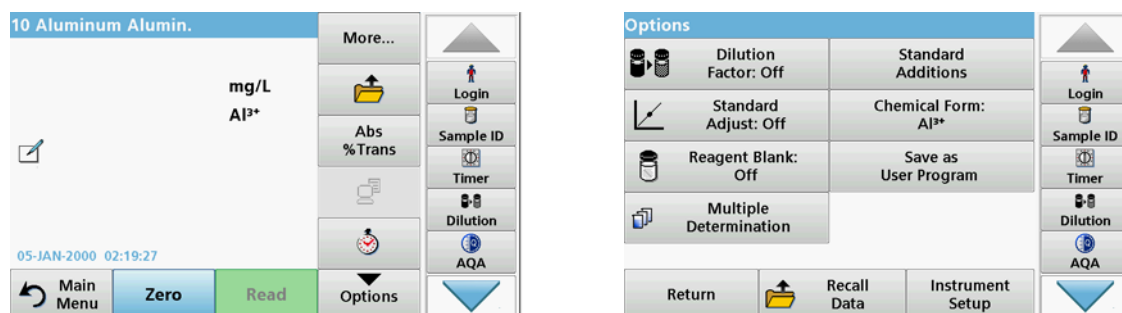 10 Aluminum Alumin.
mg/L
Al³⁺
05-JAN-2000 02:19:27
More...
Abs
%Trans
Main
Menu
Zero
Read
Options
Login
Sample ID
Timer
Dilution
AQA
Options
Dilution
Factor: Off
Standard
Additions
Standard
Adjust: Off
Chemical Form:
Al³⁺
Reagent Blank:
Off
Save as
User Program
Multiple
Determination
Return
Recall
Data
Instrument
Setup
Login
Sample ID
Timer
Dilution
AQA